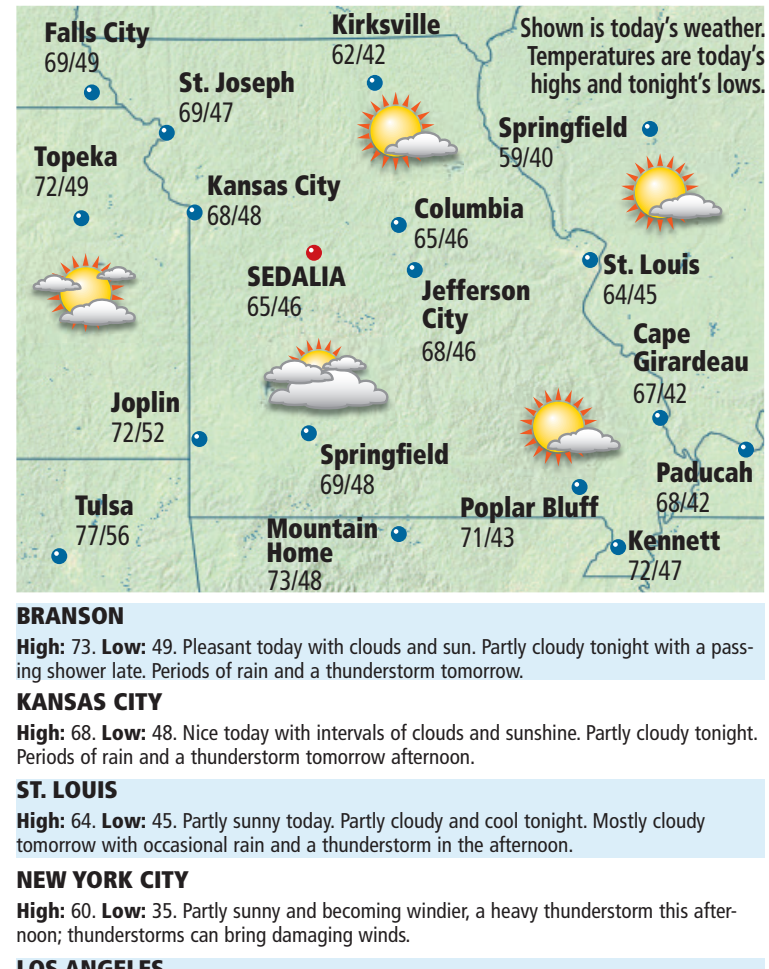 Shown is today's weather.
Temperatures are today's
highs and tonight's lows.
Falls City
69/49
Kirksville
62/42
St. Joseph
69/47
Springfield
59/40
Topeka
72/49
Kansas City
68/48
Columbia
65/46
SEDALIA
65/46
Jefferson
City
68/46
St. Louis
64/45
Cape
Girardeau
67/42
Joplin
72/52
Springfield
69/48
Paducah
68/42
Tulsa
77/56
Poplar Bluff
71/43
Mountain
Home
73/48
Kennett
72/47
BRANSON
High: 73. Low: 49. Pleasant today with clouds and sun. Partly cloudy tonight with a pass-
ing shower late. Periods of rain and a thunderstorm tomorrow.
KANSAS CITY
High: 68. Low: 48. Nice today with intervals of clouds and sunshine. Partly cloudy tonight.
Periods of rain and a thunderstorm tomorrow afternoon.
ST. LOUIS
High: 64. Low: 45. Partly sunny today. Partly cloudy and cool tonight. Mostly cloudy
tomorrow with occasional rain and a thunderstorm in the afternoon.
NEW YORK CITY
High: 60. Low: 35. Partly sunny and becoming windier, a heavy thunderstorm this after-
noon; thunderstorms can bring damaging winds.
LOS ANGELES